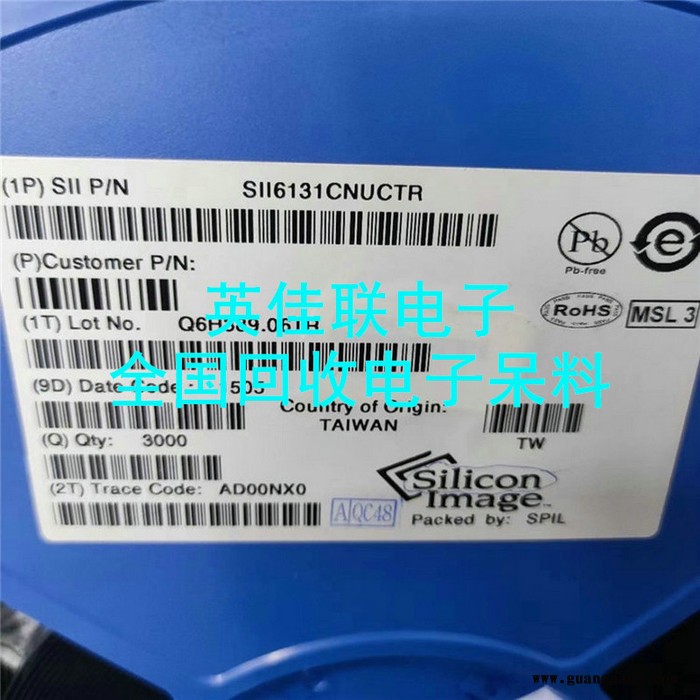 (1P) SII P/N SII6131CNUCTR
Pb
e
Pb-free
(P)Customer P/N:
英佳联电子
RoHS
MSL 3
(1T) Lot No.
全国回收电子呆料
(9D) Date Code:
Country of Origin:
TAIWAN
TW
(Q) Qty: 3000
Silicon
Image
(2T) Trace Code: AD00NX0
A QC48
Packed by: SPIL